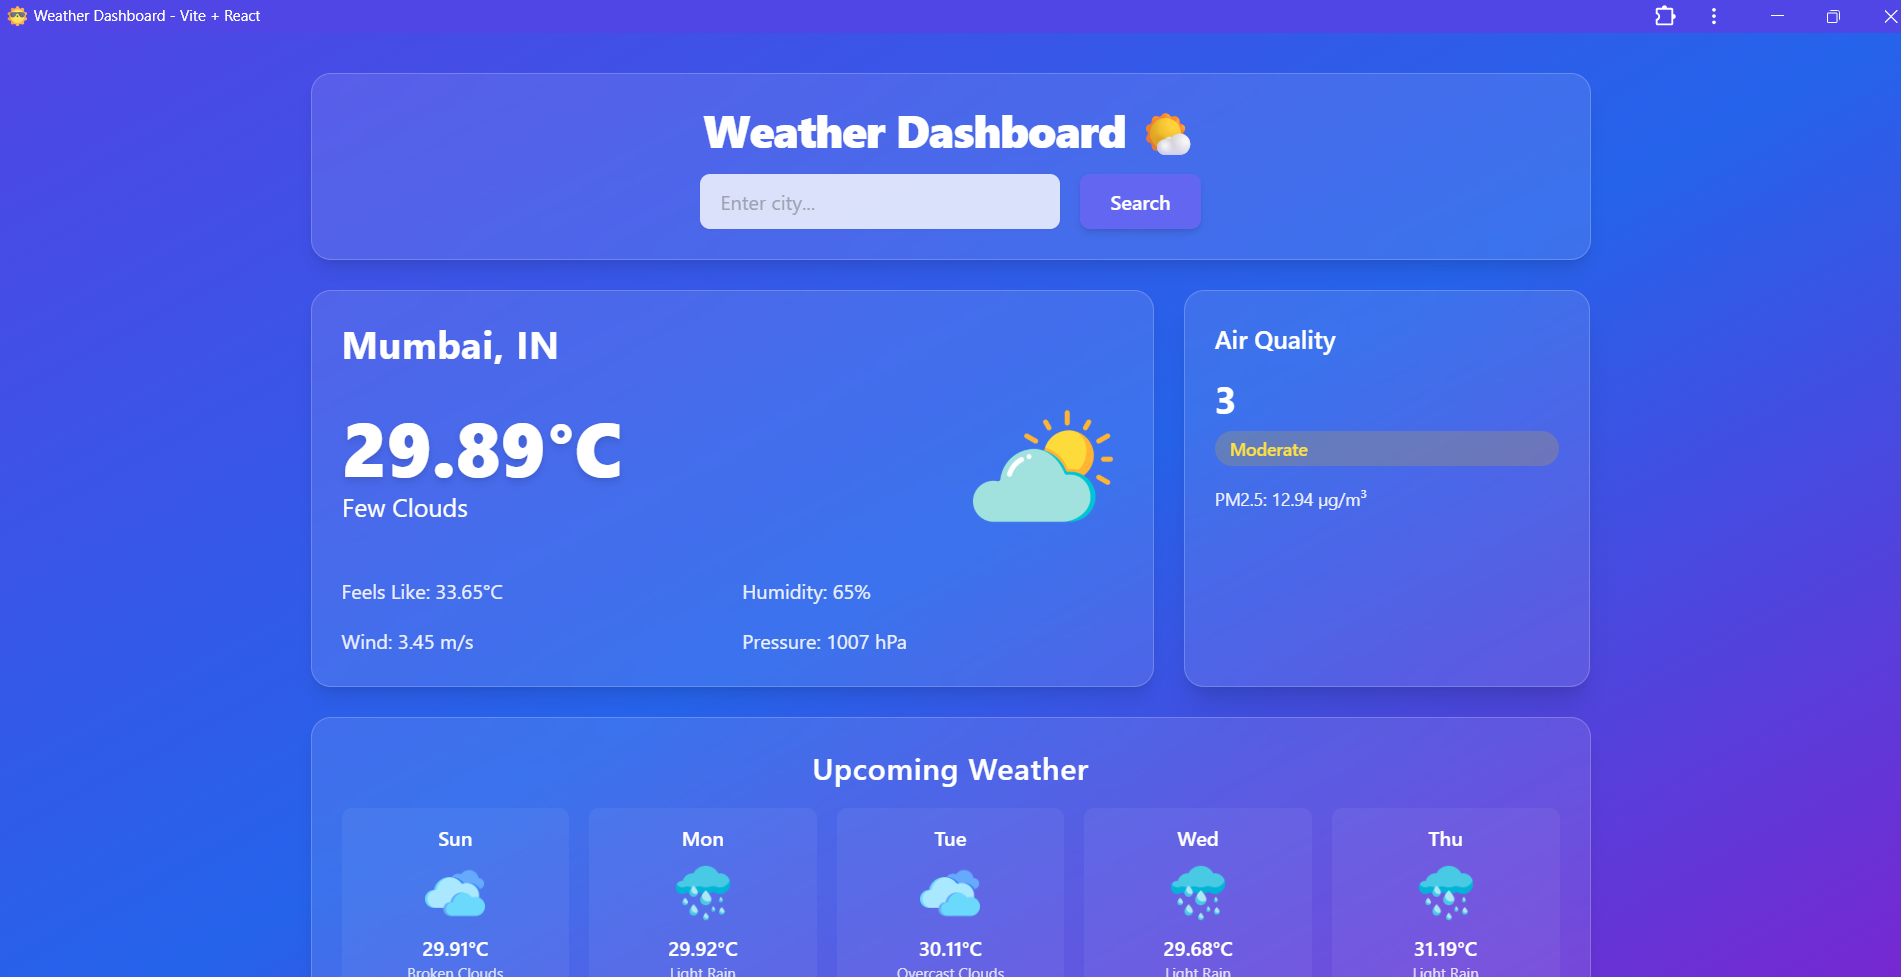 Weather Dashboard - Vite + React
Weather Dashboard
Enter city...
Search
Mumbai, IN
29.89°C
Few Clouds
Feels Like: 33.65°C
Humidity: 65%
Wind: 3.45 m/s
Pressure: 1007 hPa
Air Quality
3
Moderate
PM2.5: 12.94 µg/m³
Upcoming Weather
Sun
29.91°C
Broken Clouds
Mon
29.92°C
Light Rain
Tue
30.11°C
Overcast Clouds
Wed
29.68°C
Light Rain
Thu
31.19°C
Light Rain